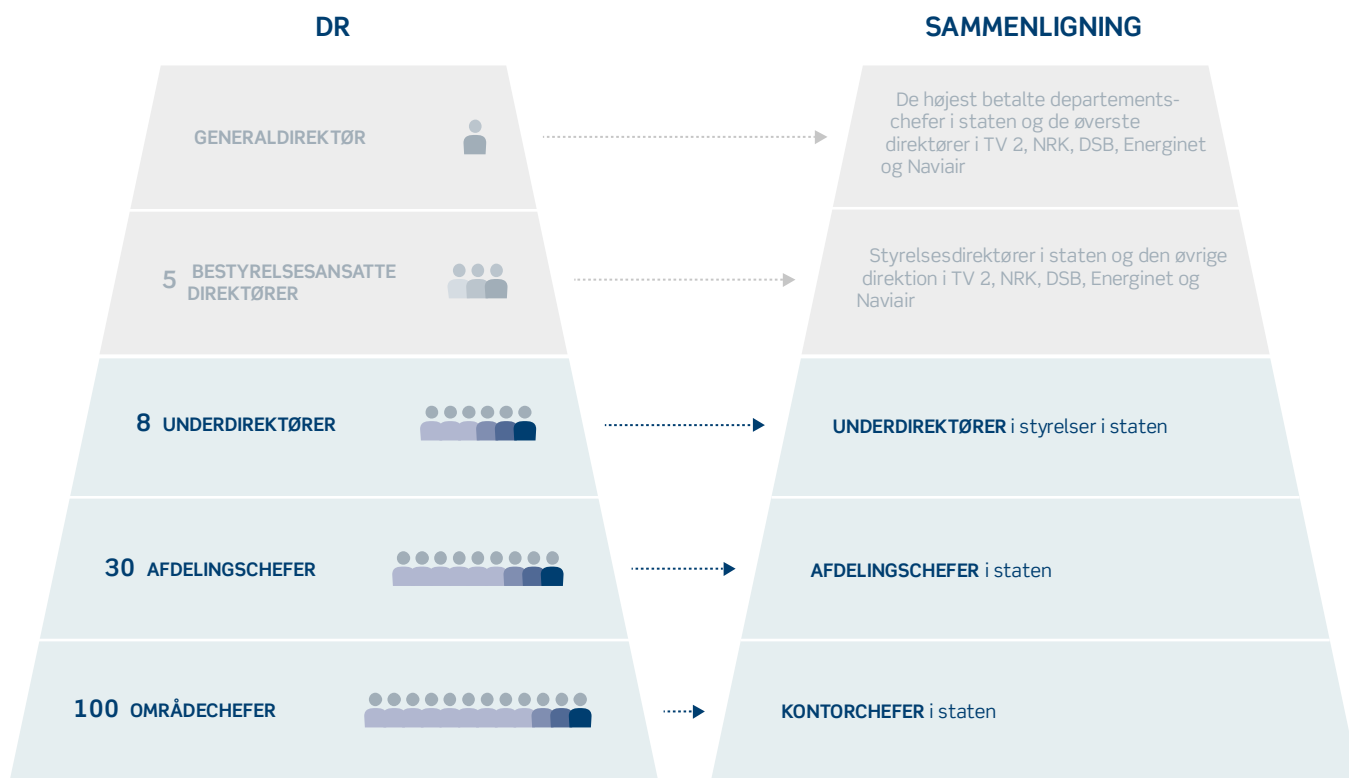 DR
SAMMENLIGNING
GENERALDIREKTØR
De højest betalte departements-
chefer i staten og de øverste
direktører i TV 2, NRK, DSB, Energinet
og Naviair
5 BESTYRELSESANSATTE
DIREKTØRER
Styrelsesdirektører i staten og den øvrige
direktion i TV 2, NRK, DSB, Energinet og
Naviair
8 UNDERDIREKTØRER
UNDERDIREKTØRER i styrelser i staten
30 AFDELINGSCHEFER
AFDELINGSCHEFER i staten
100 OMRÅDECHEFER
KONTORCHEFER i staten